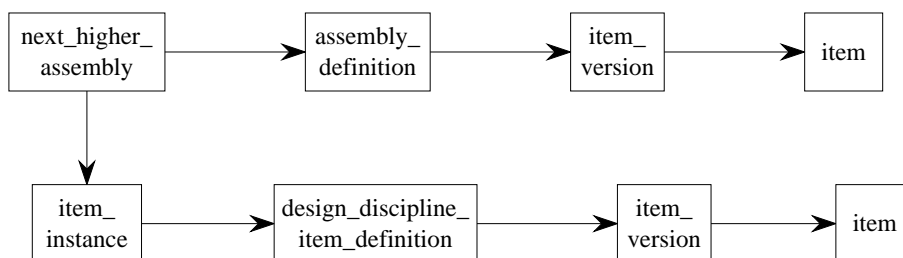 next_higher_
assembly
assembly_
definition
item_
version
item
item_
instance
design_discipline_
item_definition
item_
version
item